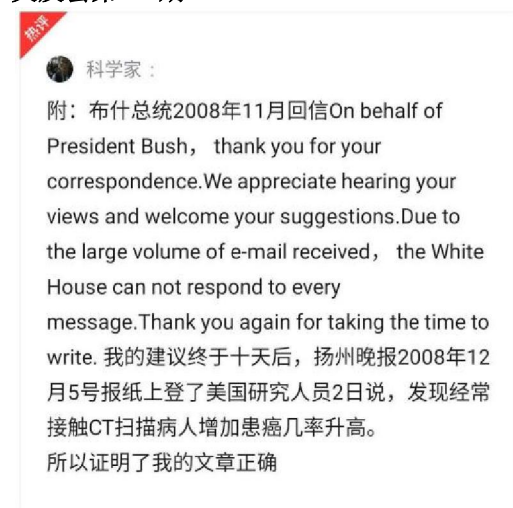 热评
科学家：
附：布什总统2008年11月回信On behalf of
President Bush， thank you for your
correspondence.We appreciate hearing your
views and welcome your suggestions.Due to
the large volume of e-mail received， the White
House can not respond to every
message.Thank you again for taking the time to
write. 我的建议终于十天后，扬州晚报2008年12
月5号报纸上登了美国研究人员2日说，发现经常
接触CT扫描病人增加患癌几率升高。
所以证明了我的文章正确